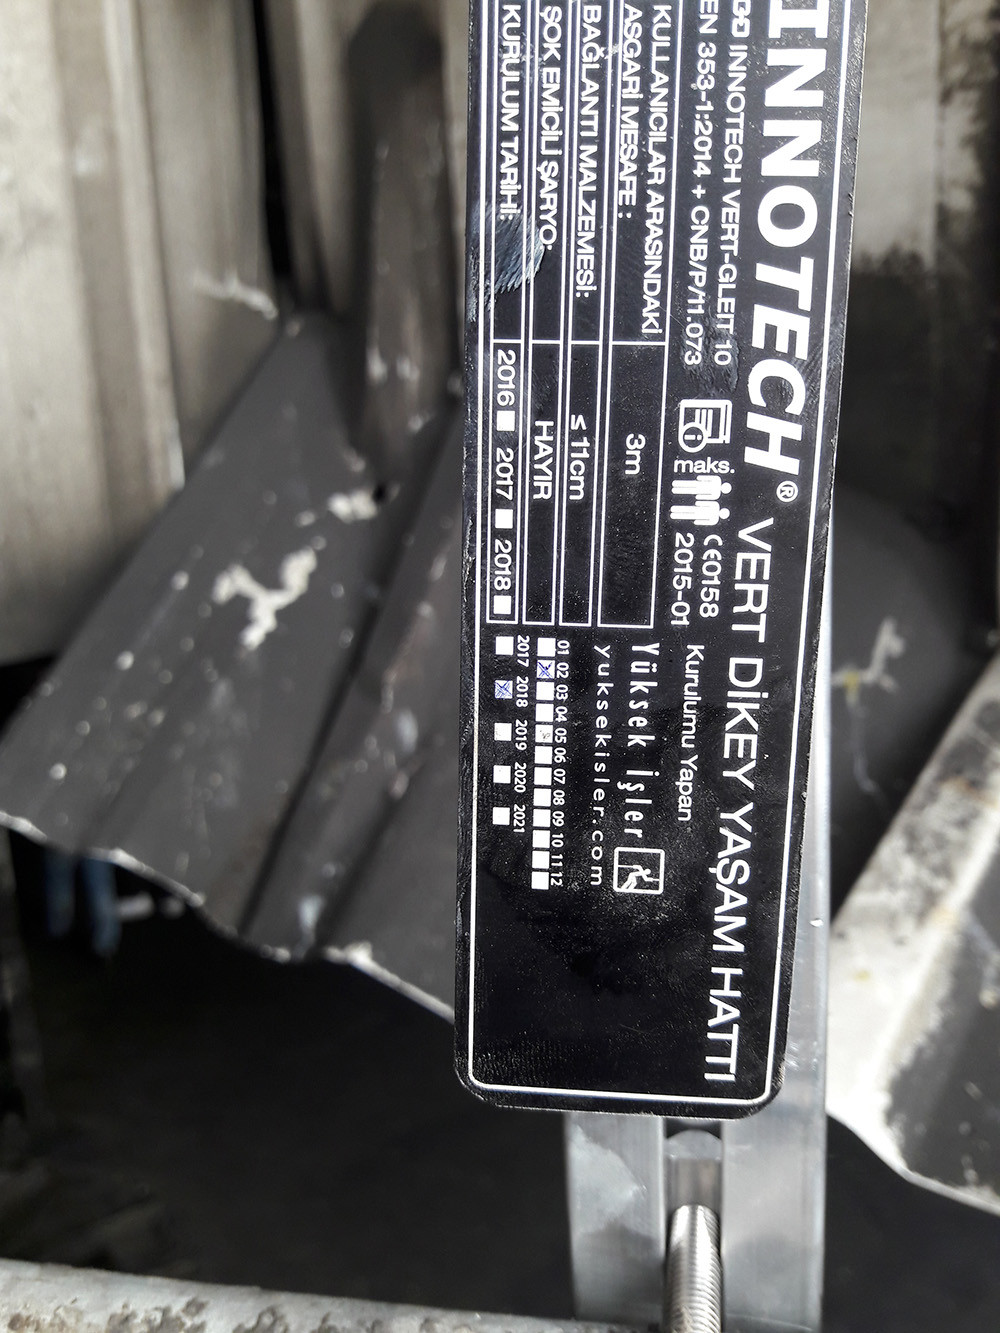 INNOTECH® VERT DİKEY YAŞAM HATTI
INNOTECH VERT-GLEIT 10
EN 353-1:2014 + CNB/P/11.073
maks.
CE0158
2015-01
KULLANICILAR ARASINDAKİ
ASGARİ MESAFE :
3m
BAĞLANTI MALZEMESİ:
≤ 11cm
ŞOK EMİCİLİ ŞARYO:
HAYIR
KURULUM TARİHİ:
2016 2017 2018
Kurulumu Yapan
Yüksek İşler
yuksekisler.com
01 02 03 04 05 06 07 08 09 10 11 12
2017 2018 2019 2020 2021